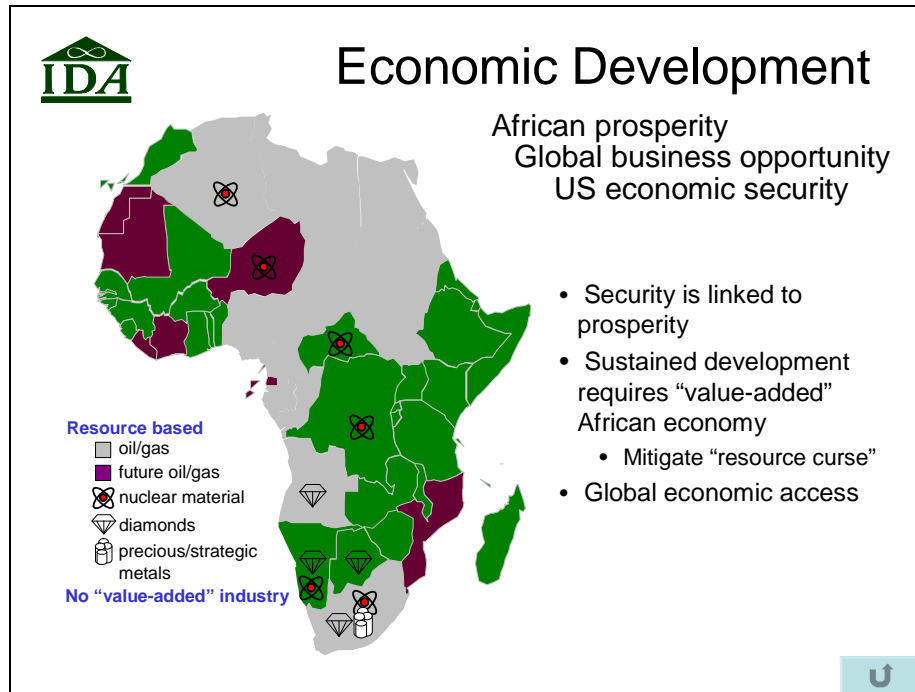 IDA
Economic Development
African prosperity
Global business opportunity
US economic security
• Security is linked to
prosperity
• Sustained development
requires “value-added”
African economy
• Mitigate “resource curse”
• Global economic access
Resource based
oil/gas
future oil/gas
nuclear material
diamonds
precious/strategic
metals
No “value-added” industry